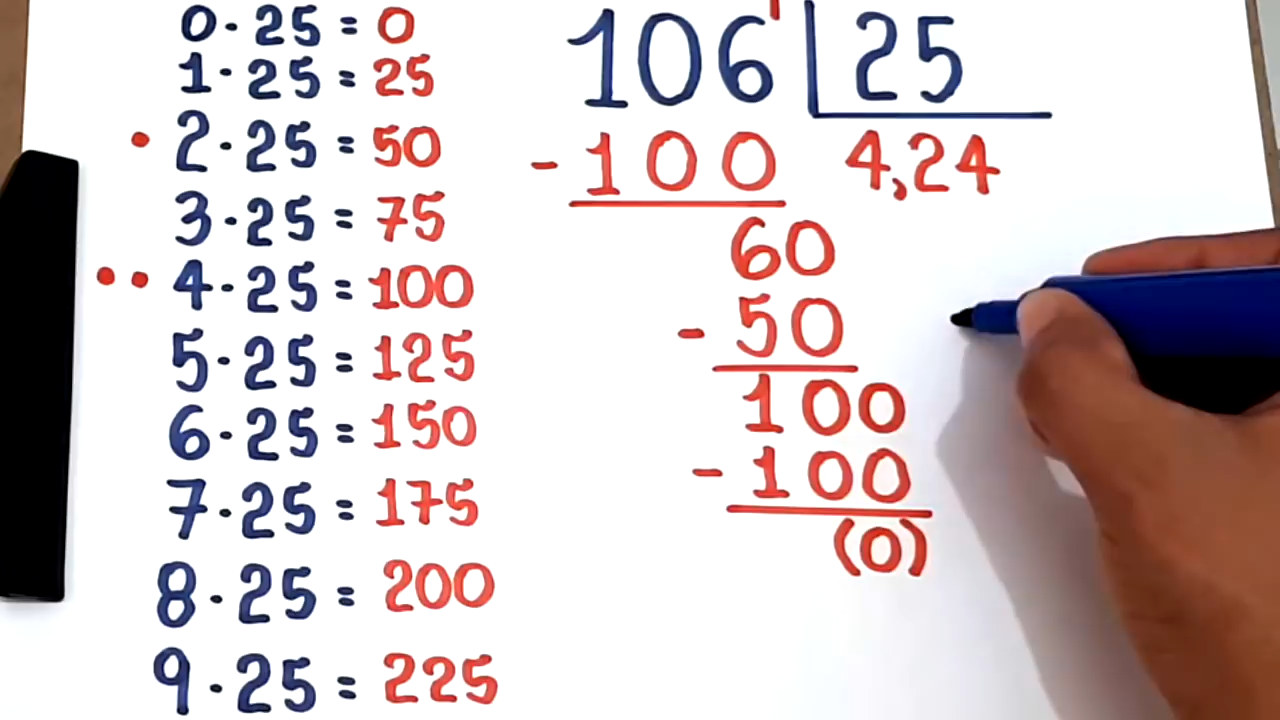 0 · 25 = 0
1 · 25 = 25
2 · 25 = 50
3 · 25 = 75
4 · 25 = 100
5 · 25 = 125
6 · 25 = 150
7 · 25 = 175
8 · 25 = 200
9 · 25 = 225
106' 25
- 100 4,24
60
- 50
100
- 100
(0)